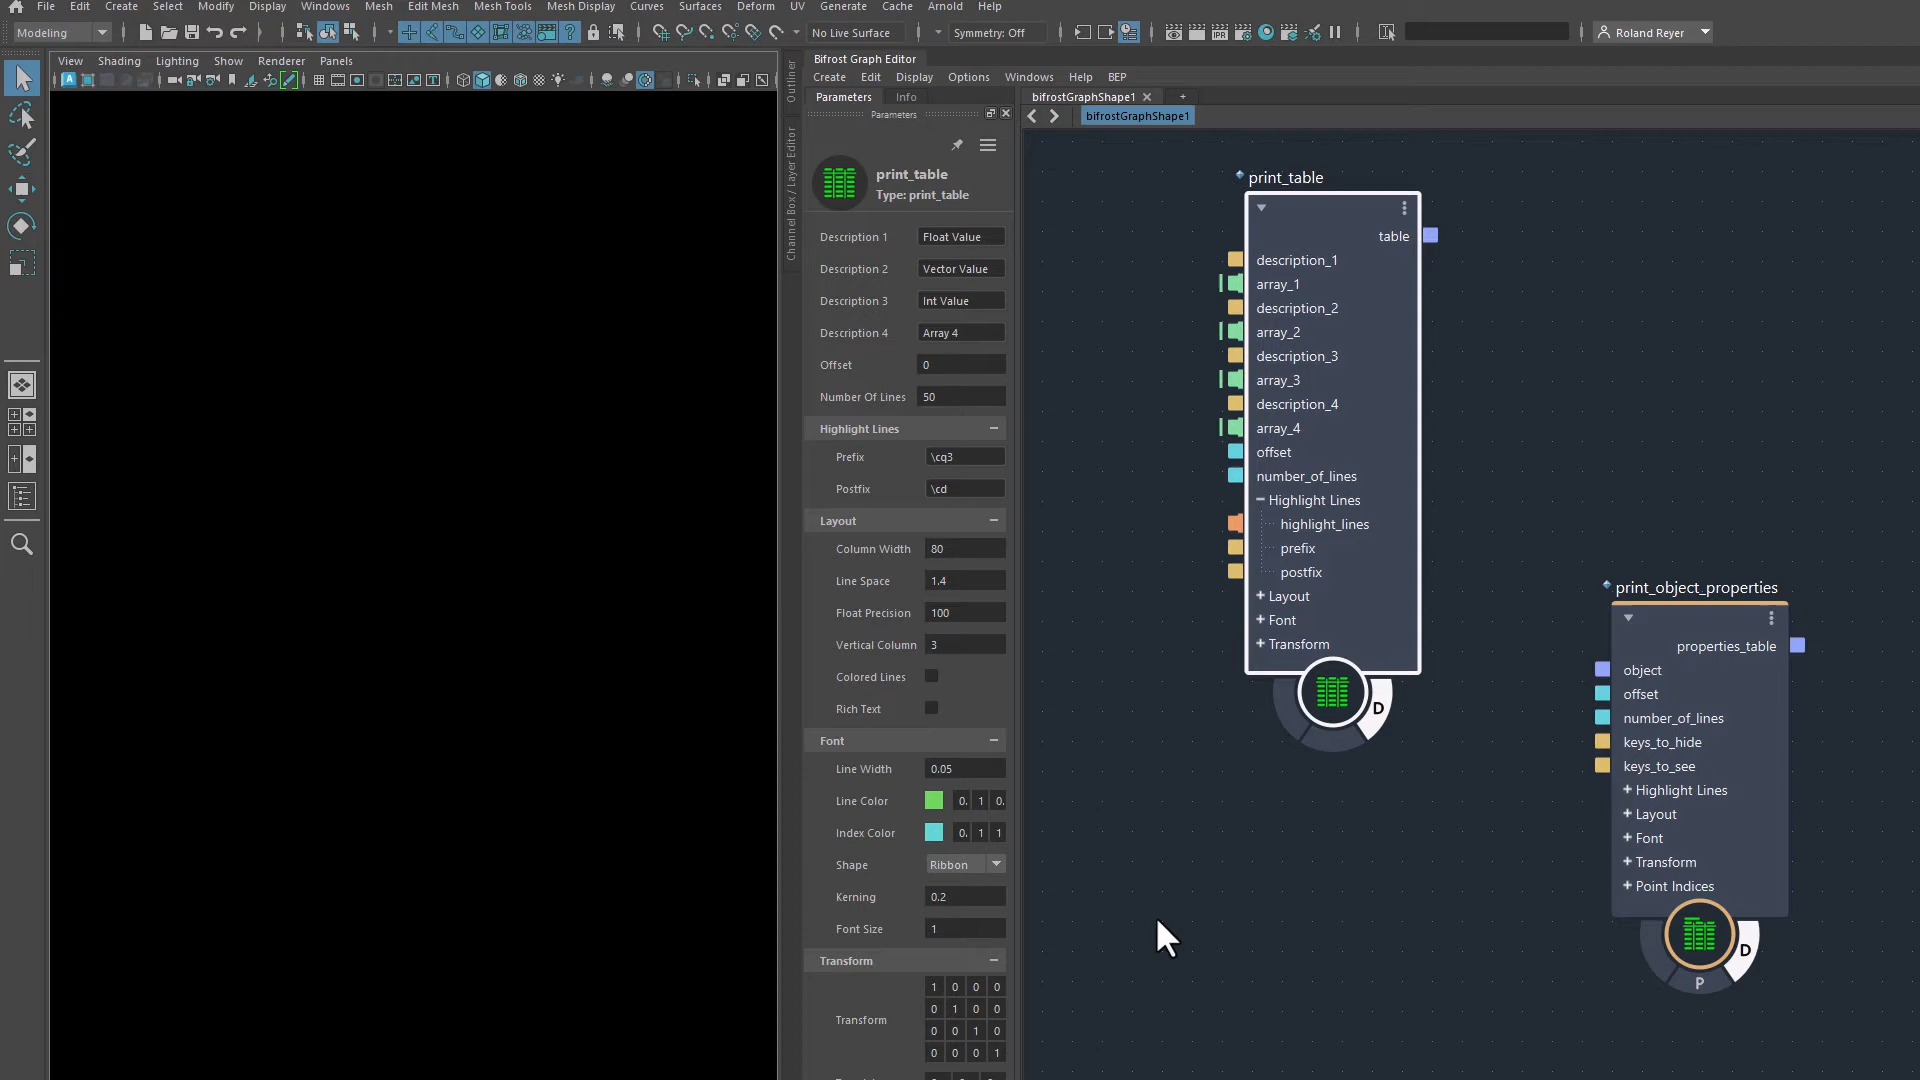 File Edit Create Select Modify Display Windows Mesh Edit Mesh Mesh Tools Mesh Display Curves Surfaces Deform UV Generate Cache Arnold Help
Modeling
No Live Surface
Symmetry: Off
IPR
Roland Reyer
View Shading Lighting Show Renderer Panels
Outliner
Channel Box / Layer Editor
Bifrost Graph Editor
Create Edit Display Options Windows Help BEP
Parameters Info
Parameters
print_table
Type: print_table
Description 1 Float Value
Description 2 Vector Value
Description 3 Int Value
Description 4 Array 4
Offset 0
Number Of Lines 50
Highlight Lines
Prefix \cq3
Postfix \cd
Layout
Column Width 80
Line Space 1.4
Float Precision 100
Vertical Column 3
Colored Lines
Rich Text
Font
Line Width 0.05
Line Color 0. 1 0.
Index Color 0. 1 1
Shape Ribbon
Kerning 0.2
Font Size 1
Transform
Transform
1 0 0 0
0 1 0 0
0 0 1 0
0 0 0 1
bifrostGraphShape1
bifrostGraphShape1
print_table
table
description_1
array_1
description_2
array_2
description_3
array_3
description_4
array_4
offset
number_of_lines
Highlight Lines
highlight_lines
prefix
postfix
Layout
Font
Transform
D
print_object_properties
properties_table
object
offset
number_of_lines
keys_to_hide
keys_to_see
Highlight Lines
Layout
Font
Transform
Point Indices
D
P